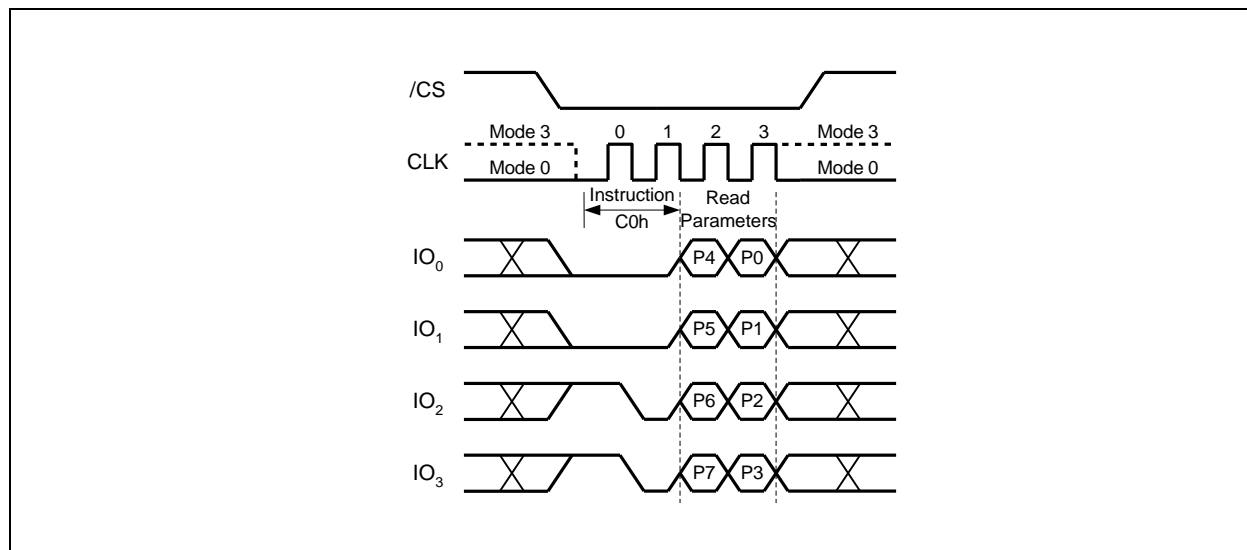 /CS
Mode 3 0 1 2 3 Mode 3
CLK
Mode 0 Mode 0
Instruction Read
C0h Parameters
IO0 P4 P0
IO1 P5 P1
IO2 P6 P2
IO3 P7 P3